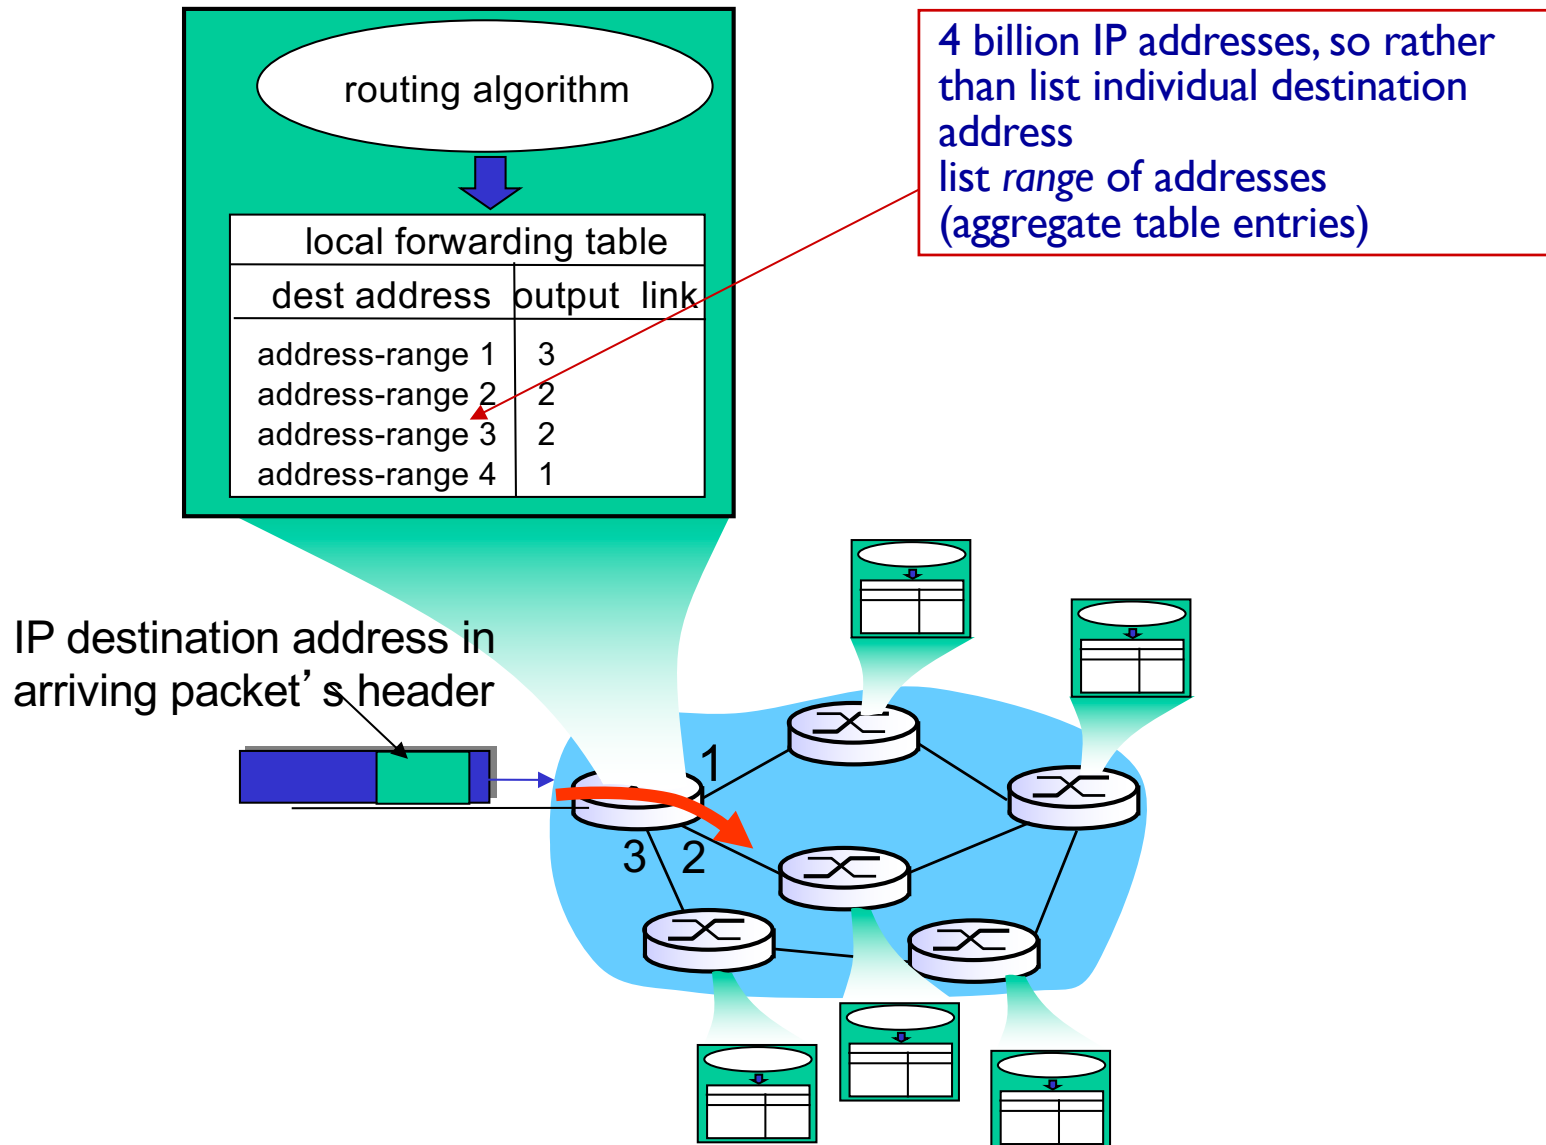 routing algorithm
local forwarding table
dest address output link
address-range 1 3
address-range 2 2
address-range 3 2
address-range 4 1
4 billion IP addresses, so rather
than list individual destination
address
list range of addresses
(aggregate table entries)
IP destination address in
arriving packet’s header
1
3 2